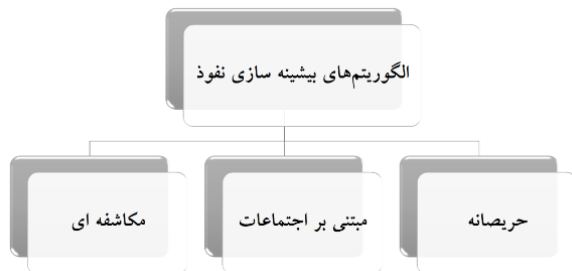 الگوریتم‌های بیشینه سازی نفوذ
حریصانه
مبتنی بر اجتماعات
مکاشفه ای